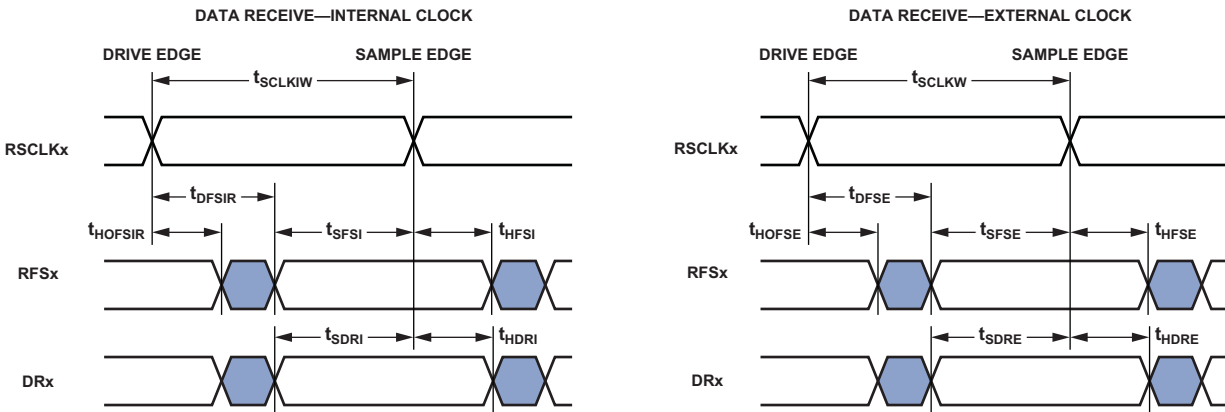 DATA RECEIVE—INTERNAL CLOCK
DRIVE EDGE SAMPLE EDGE
tSCLKIW
RSCLKx
tDFSIR
tHOFSIR tSFSI tHFSI
RFSx
tSDRI tHDRI
DRx
DATA RECEIVE—EXTERNAL CLOCK
DRIVE EDGE SAMPLE EDGE
tSCLKW
RSCLKx
tDFSE
tHOFSE tSFSE tHFSE
RFSx
tSDRE tHDRE
DRx